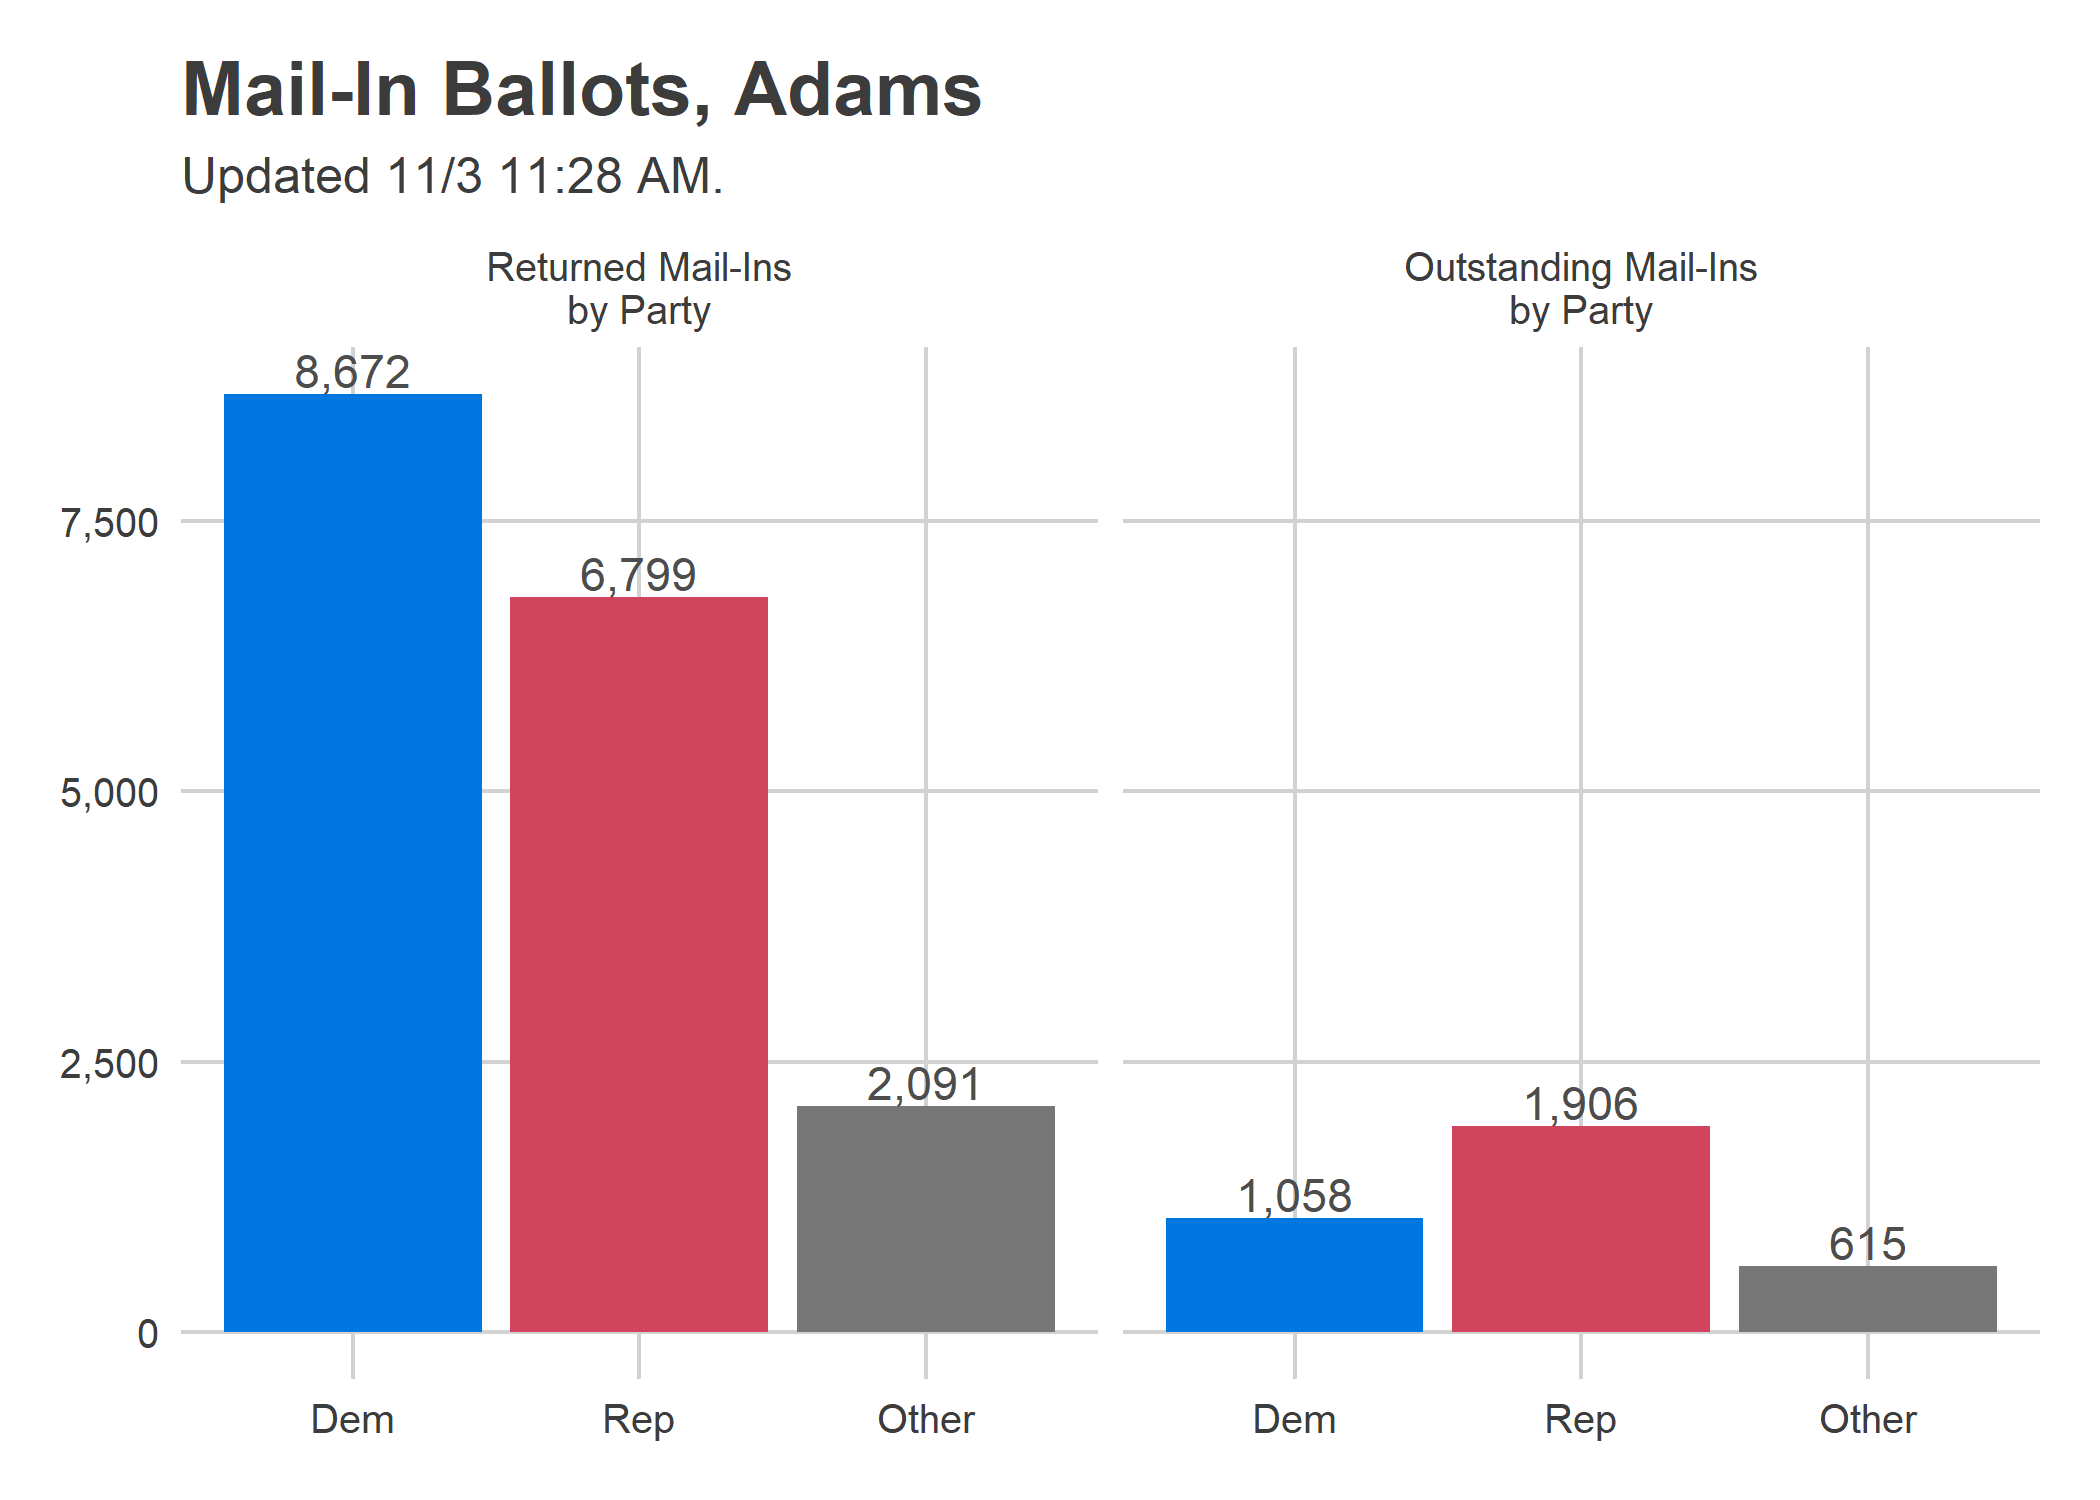 Mail-In Ballots, Adams
Updated 11/3 11:28 AM.
Returned Mail-Ins
by Party
Outstanding Mail-Ins
by Party
8,672
6,799
2,091
1,058
1,906
615
7,500
5,000
2,500
0
Dem
Rep
Other
Dem
Rep
Other